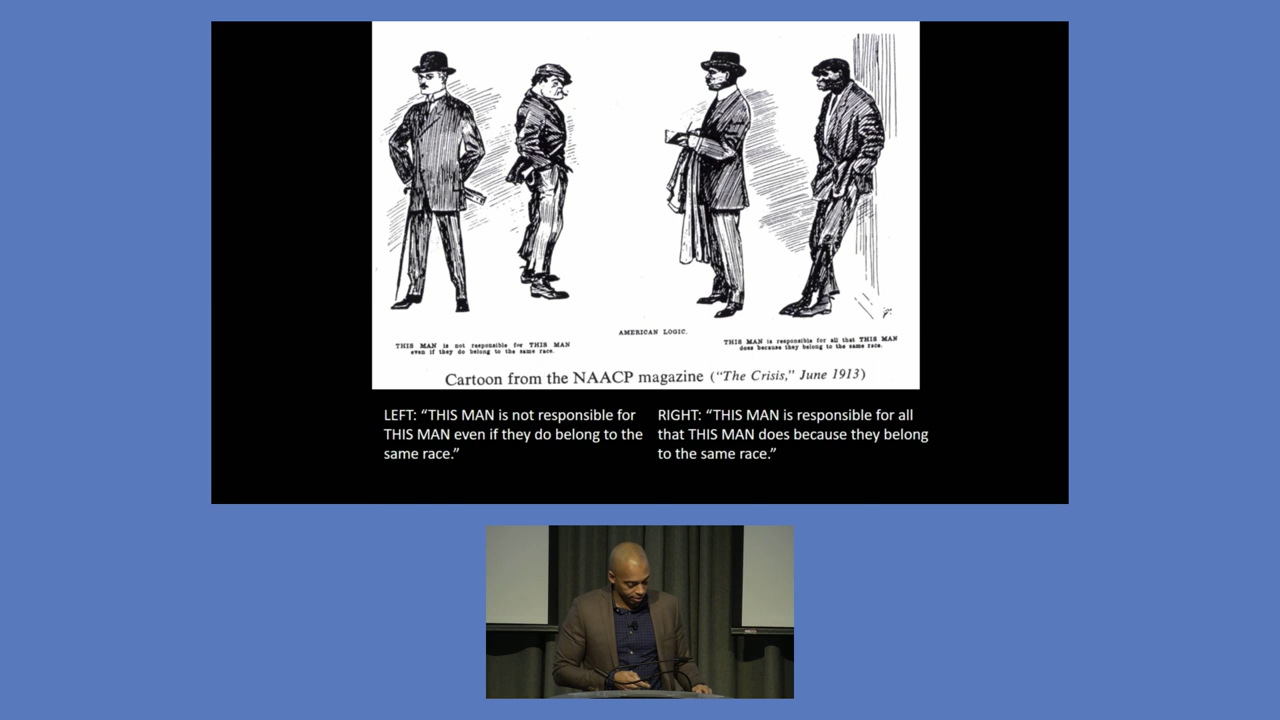 THIS MAN is not responsible for THIS MAN
even if they do belong to the same race.
AMERICAN LOGIC.
THIS MAN is responsible for all that THIS MAN
does because they belong to the same race.
Cartoon from the NAACP magazine ("The Crisis," June 1913)
LEFT: “THIS MAN is not responsible for
THIS MAN even if they do belong to the
same race.”
RIGHT: “THIS MAN is responsible for all
that THIS MAN does because they belong
to the same race.”